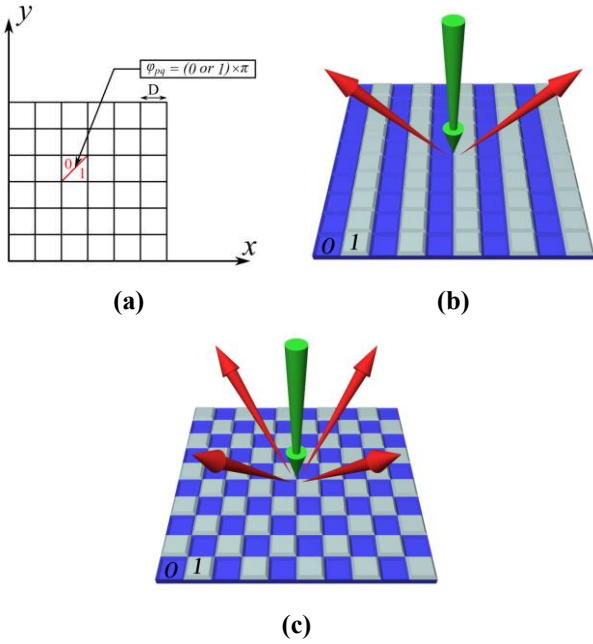 y
φpq = (0 or 1)×π
D
0
1
x
0 1
(a)
(b)
0 1
(c)